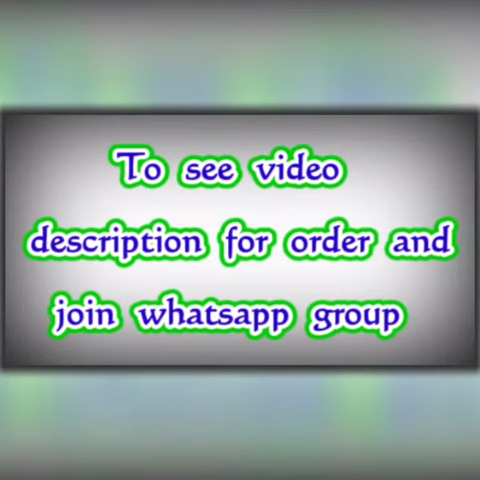 To see video
description for order and
join whatsapp group